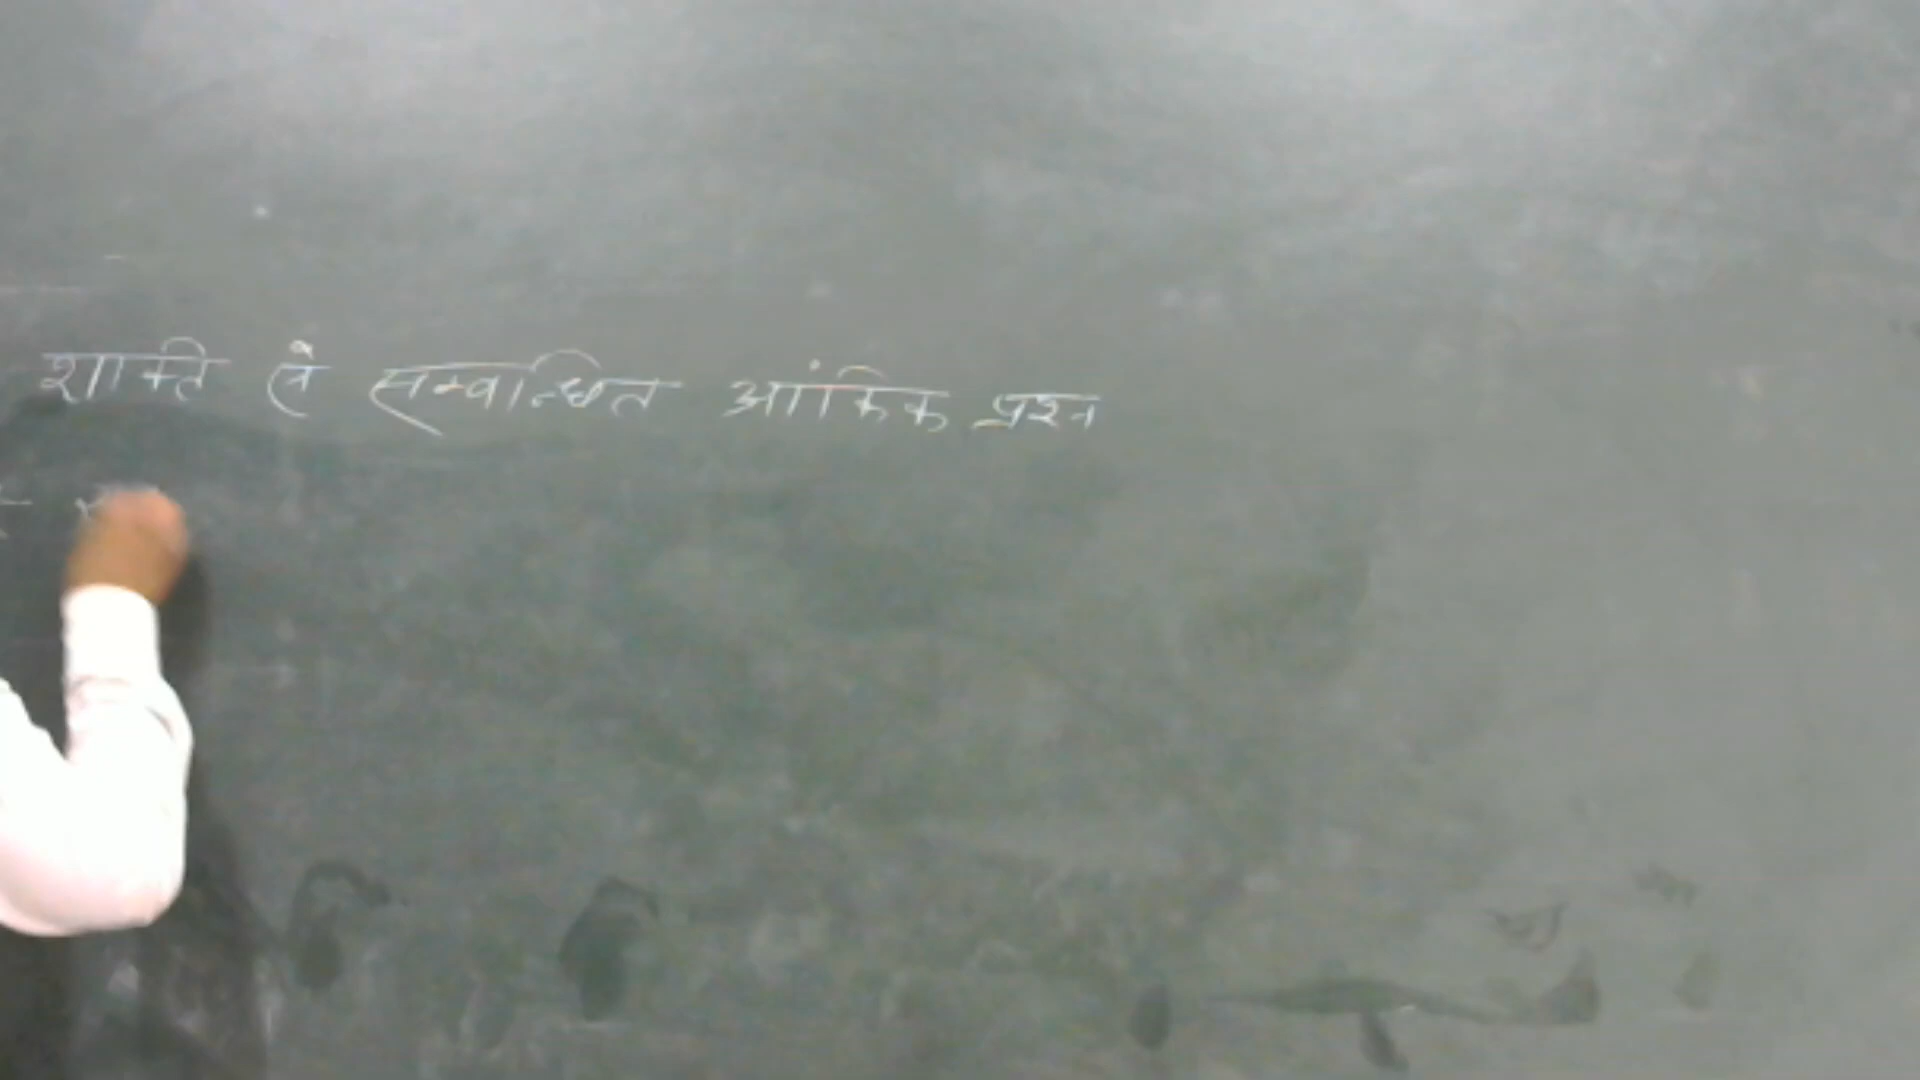 शक्ति से सम्बन्धित आंकिक प्रश्न